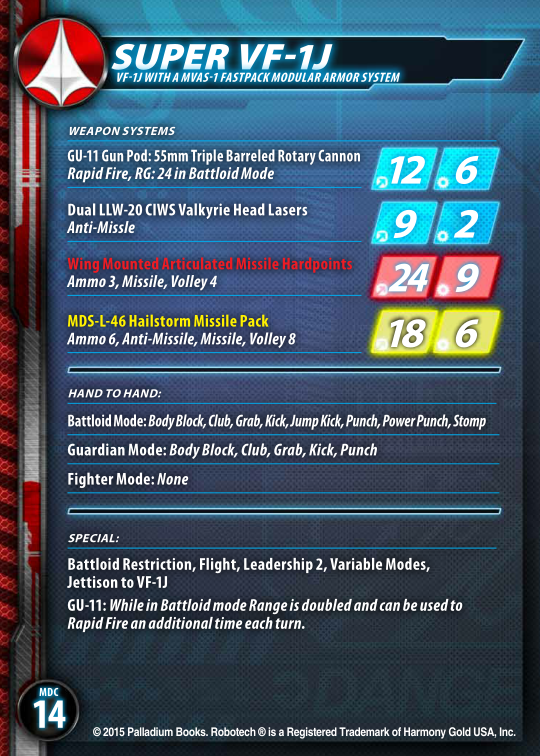 SUPER VF-1J
VF-1J WITH A MVAS-1 FASTPACK MODULAR ARMOR SYSTEM
WEAPON SYSTEMS
GU-11 Gun Pod: 55mm Triple Barreled Rotary Cannon
Rapid Fire, RG: 24 in Battloid Mode
12 6
Dual LLW-20 CIWS Valkyrie Head Lasers
Anti-Missle
9 2
Wing Mounted Articulated Missile Hardpoints
Ammo 3, Missile, Volley 4
24 9
MDS-L-46 Hailstorm Missile Pack
Ammo 6, Anti-Missile, Missile, Volley 8
18 6
HAND TO HAND:
Battloid Mode: Body Block, Club, Grab, Kick, Jump Kick, Punch, Power Punch, Stomp
Guardian Mode: Body Block, Club, Grab, Kick, Punch
Fighter Mode: None
SPECIAL:
Battloid Restriction, Flight, Leadership 2, Variable Modes,
Jettison to VF-1J
GU-11: While in Battloid mode Range is doubled and can be used to
Rapid Fire an additional time each turn.
MDC
14
© 2015 Palladium Books. Robotech ® is a Registered Trademark of Harmony Gold USA, Inc.